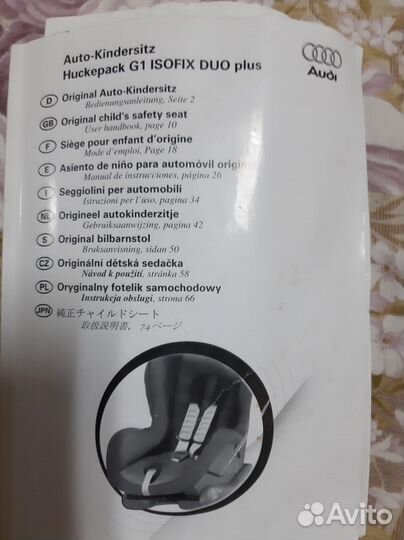 Auto-Kindersitz
Huckepack G1 ISOFIX DUO plus
Audi
D Original Auto-Kindersitz
Bedienungsanleitung, Seite 2
GB Original child's safety seat
User handbook, page 10
F Siège pour enfant d'origine
Mode d'emploi, Page 18
E Asiento de niño para automóvil origin
Manual de instrucciones, página 26
I Seggiolini per automobili
Istruzioni per l'uso, pagina 34
NL Origineel autokinderzitje
Gebruiksaanwijzing, pagina 42
S Original bilbarnstol
Bruksanvisning, sidan 50
CZ Originální dětská sedačka
Návod k použití, stránka 58
PL Oryginalny fotelik samochodowy
Instrukcja obsługi, strona 66
JPN 純正チャイルドシート
取扱説明書, 74ページ
Avito